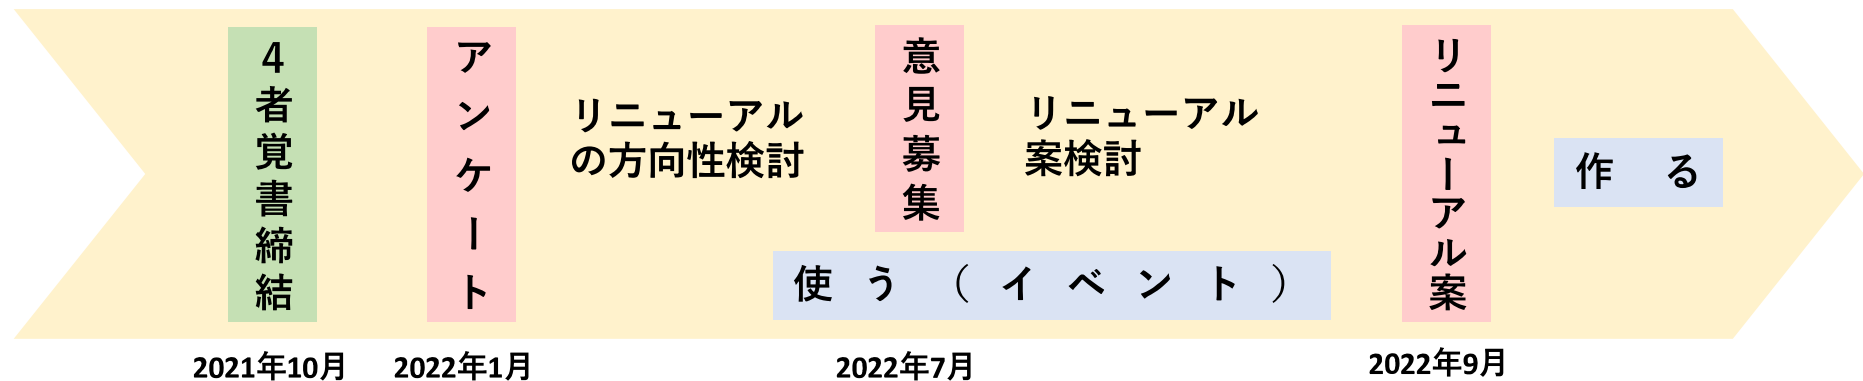 ４者覚書締結
アンケート
リニューアル
の方向性検討
意見募集
リニューアル
案検討
使う（イベント）
リニューアル案
作る
2021年10月
2022年1月
2022年7月
2022年9月